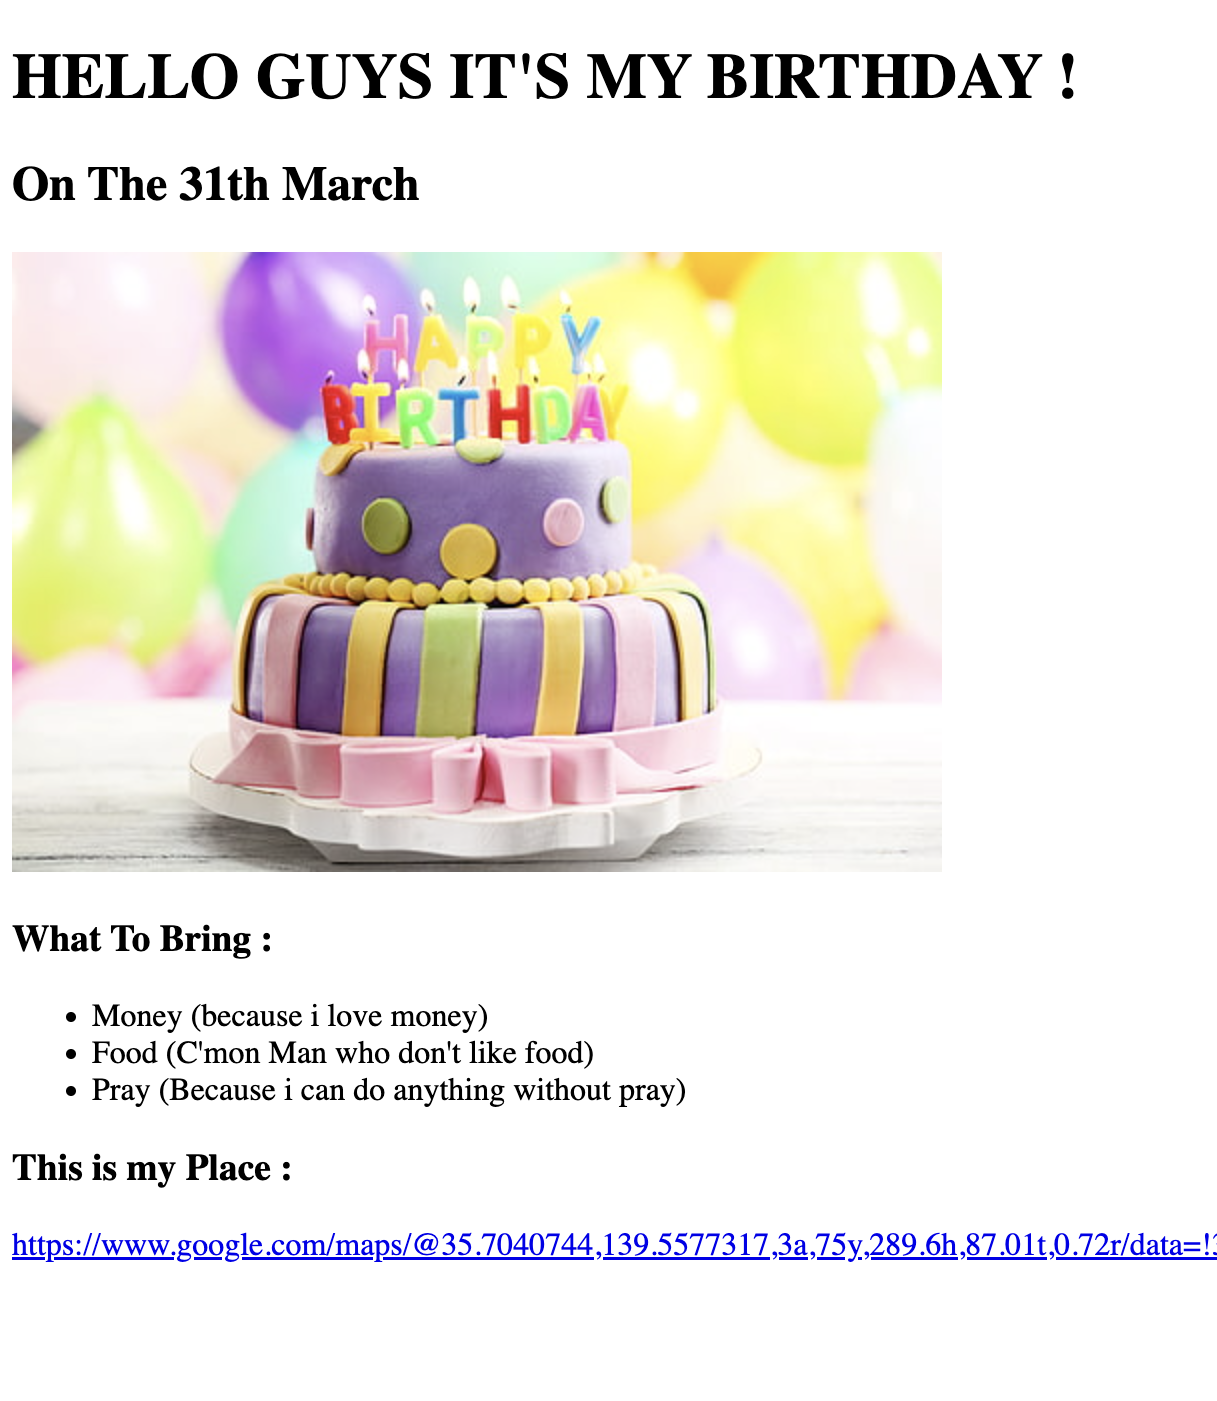 HELLO GUYS IT'S MY BIRTHDAY !
On The 31th March
HAPPY
BIRTHDAY
What To Bring :
Money (because i love money)
Food (C'mon Man who don't like food)
Pray (Because i can do anything without pray)
This is my Place :
https://www.google.com/maps/@35.7040744,139.5577317,3a,75y,289.6h,87.01t,0.72r/data=!